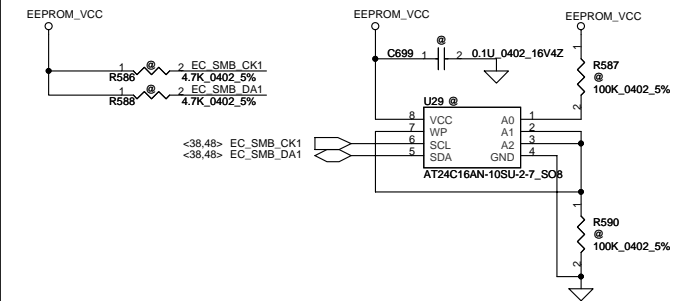 EEPROM_VCC
EEPROM_VCC
EEPROM_VCC
1 R586 @ 2 EC_SMB_CK1
4.7K_0402_5%
1 R588 @ 2 EC_SMB_DA1
4.7K_0402_5%
@
C699 1 2 0.1U_0402_16V4Z
1
R587
@
100K_0402_5%
2
U29 @
8 VCC A0 1
7 WP A1 2
6 SCL A2 3
5 SDA GND 4
AT24C16AN-10SU-2-7_SO8
<38,48> EC_SMB_CK1
<38,48> EC_SMB_DA1
1
R590
@
100K_0402_5%
2